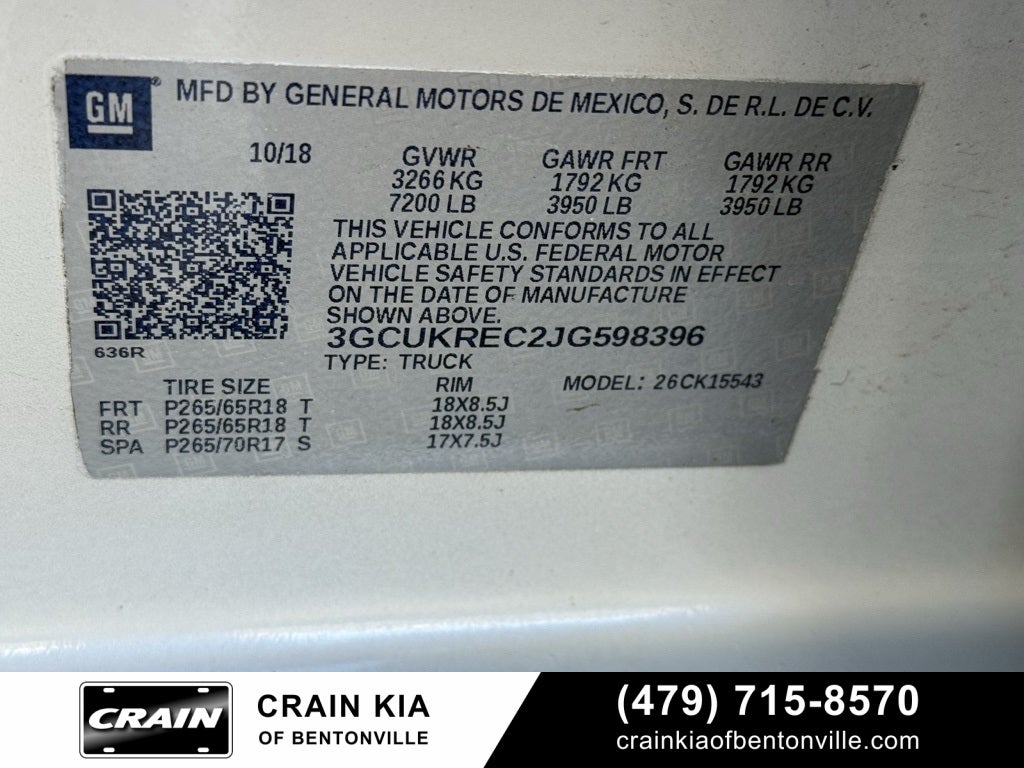 GM ® MFD BY GENERAL MOTORS DE MEXICO, S. DE R.L. DE C.V.
10/18 GVWR GAWR FRT GAWR RR
3266 KG 1792 KG 1792 KG
7200 LB 3950 LB 3950 LB
THIS VEHICLE CONFORMS TO ALL
APPLICABLE U.S. FEDERAL MOTOR
VEHICLE SAFETY STANDARDS IN EFFECT
ON THE DATE OF MANUFACTURE
SHOWN ABOVE.
3GCUKREC2JG598396
636R
TYPE: TRUCK
TIRE SIZE RIM MODEL: 26CK15543
FRT P265/65R18 T 18X8.5J
RR P265/65R18 T 18X8.5J
SPA P265/70R17 S 17X7.5J
CRAIN
CRAIN KIA
OF BENTONVILLE
(479) 715-8570
crainkiaofbentonville.com